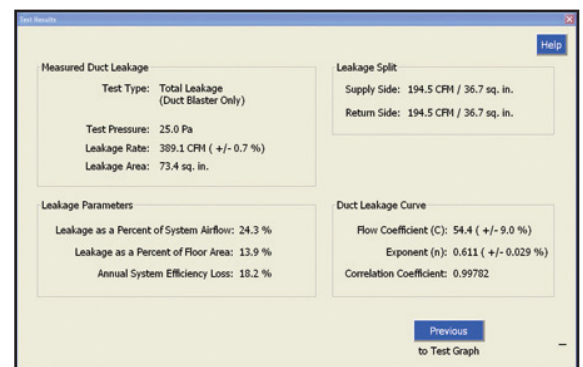 Test Results
Help
Measured Duct Leakage
Test Type: Total Leakage
(Duct Blaster Only)
Test Pressure: 25.0 Pa
Leakage Rate: 389.1 CFM ( +/- 0.7 %)
Leakage Area: 73.4 sq. in.
Leakage Split
Supply Side: 194.5 CFM / 36.7 sq. in.
Return Side: 194.5 CFM / 36.7 sq. in.
Leakage Parameters
Leakage as a Percent of System Airflow: 24.3 %
Leakage as a Percent of Floor Area: 13.9 %
Annual System Efficiency Loss: 18.2 %
Duct Leakage Curve
Flow Coefficient (C): 54.4 ( +/- 9.0 %)
Exponent (n): 0.611 ( +/- 0.029 %)
Correlation Coefficient: 0.99782
Previous
to Test Graph